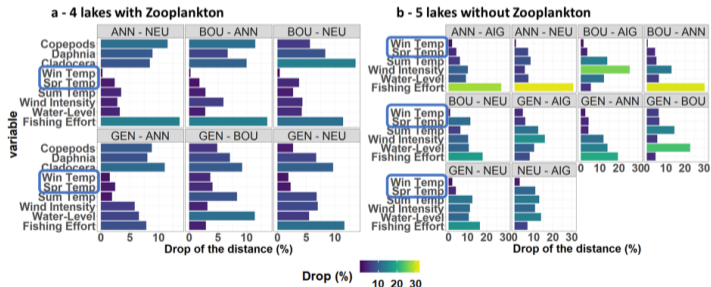 a - 4 lakes with Zooplankton
ANN - NEU BOU - ANN BOU - NEU
Copepods
Daphnia
Cladocera
Win Temp
Spr Temp
Sum Temp
Wind Intensity
Water-Level
Fishing Effort
GEN - ANN GEN - BOU GEN - NEU
Copepods
Daphnia
Cladocera
Win Temp
Spr Temp
Sum Temp
Wind Intensity
Water-Level
Fishing Effort
variable
0 5 10 0 5 10 0 5 10
Drop of the distance (%)
b - 5 lakes without Zooplankton
ANN - AIG ANN - NEU BOU - AIG BOU - ANN
Win Temp
Spr Temp
Sum Temp
Wind Intensity
Water-Level
Fishing Effort
BOU - NEU GEN - AIG GEN - ANN GEN - BOU
Win Temp
Spr Temp
Sum Temp
Wind Intensity
Water-Level
Fishing Effort
0 10 20 30 0 10 20 30
GEN - NEU NEU - AIG
Win Temp
Spr Temp
Sum Temp
Wind Intensity
Water-Level
Fishing Effort
0 10 20 30 0 10 20 30
Drop of the distance (%)
Drop (%)
10 20 30